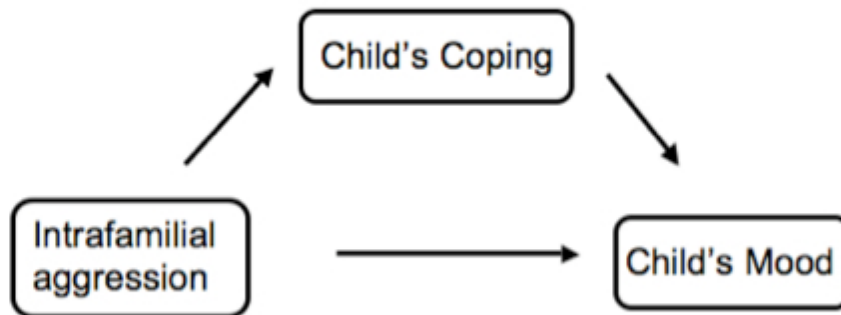 Child's Coping
Intrafamilial
aggression
Child's Mood